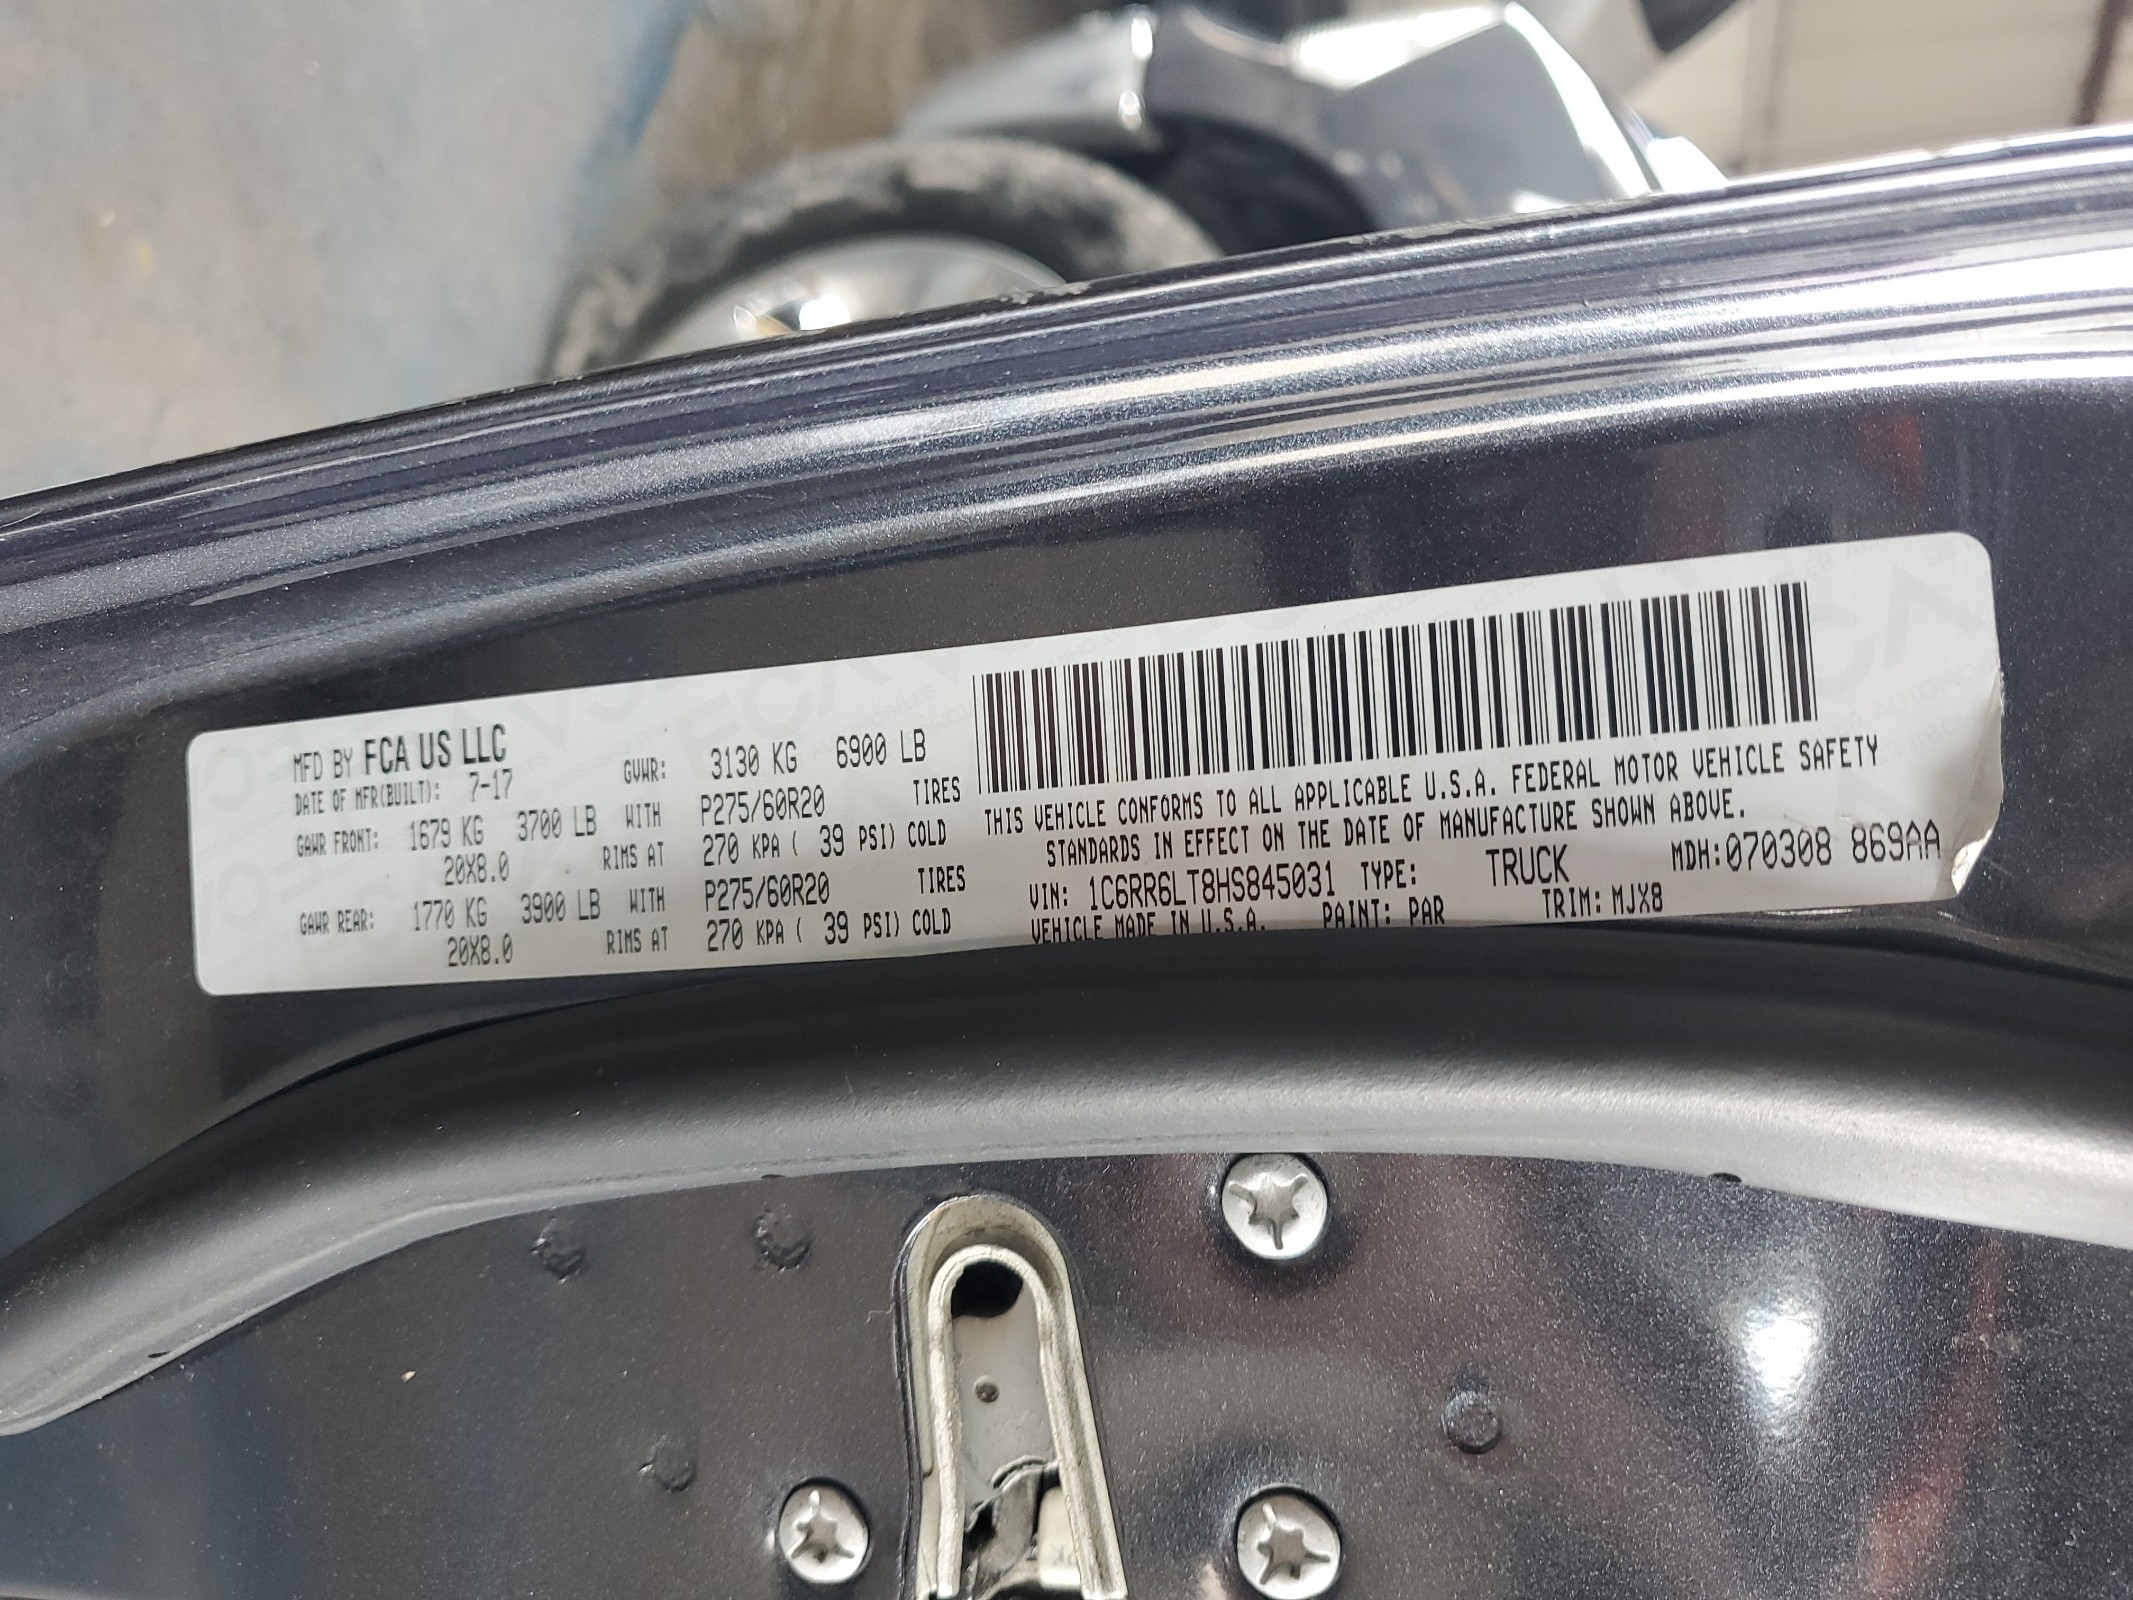 MFD BY FCA US LLC
DATE OF MFR(BUILT): 7-17 GVWR: 3130 KG 6900 LB
GAWR FRONT: 1679 KG 3700 LB WITH P275/60R20 TIRES
20X8.0 RIMS AT 270 KPA ( 39 PSI) COLD
GAWR REAR: 1770 KG 3900 LB WITH P275/60R20 TIRES
20X8.0 RIMS AT 270 KPA ( 39 PSI) COLD
THIS VEHICLE CONFORMS TO ALL APPLICABLE U.S.A. FEDERAL MOTOR VEHICLE SAFETY
STANDARDS IN EFFECT ON THE DATE OF MANUFACTURE SHOWN ABOVE.
VIN: 1C6RR6LT8HS845031 TYPE: TRUCK MDH:070308 869AA
VEHICLE MADE IN U.S.A. PAINT: PAR TRIM: MJX8